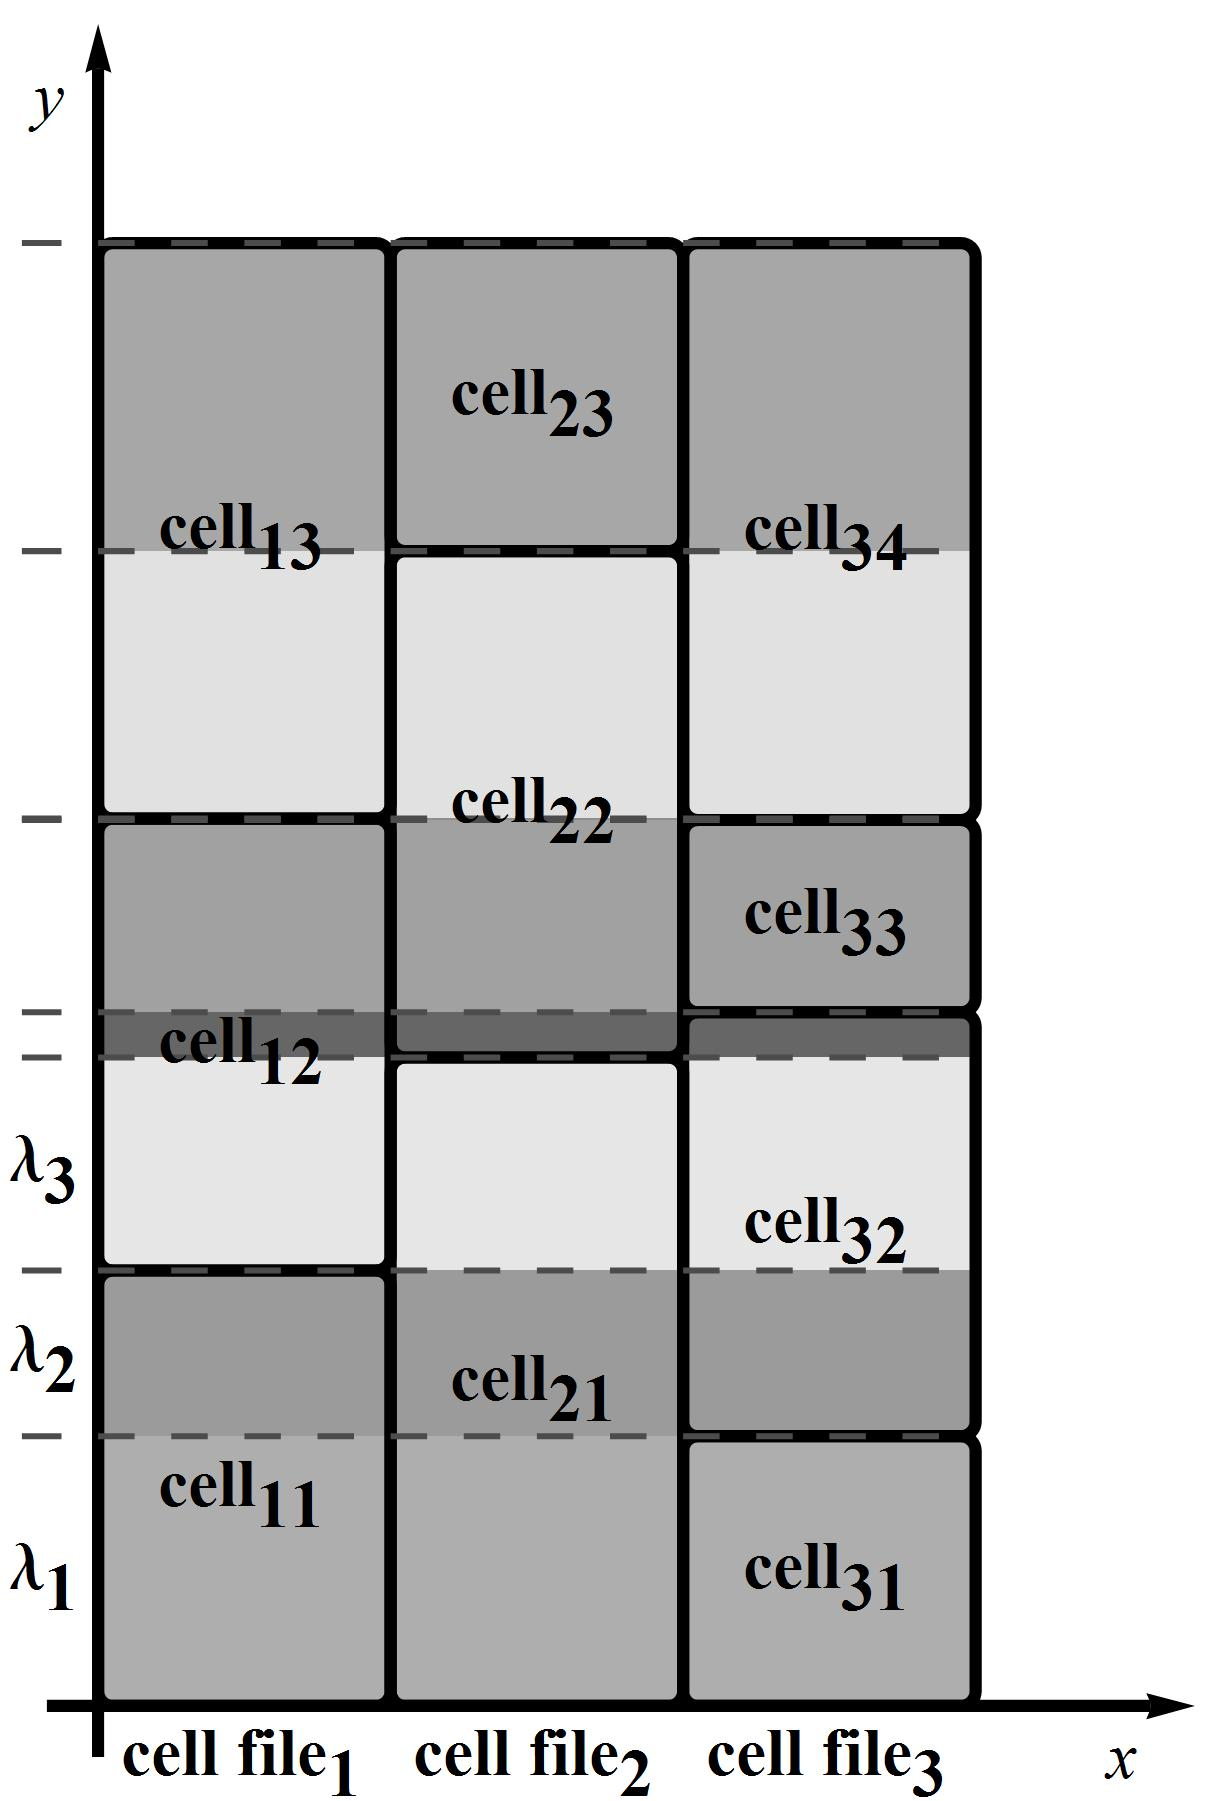 y
cell23
cell13
cell34
cell22
cell33
cell12
λ3
cell32
λ2
cell21
cell11
λ1
cell31
cell file1
cell file2
cell file3
x